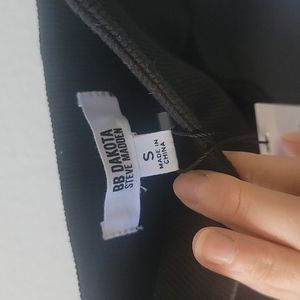 BB DAKOTA
STEVE MADDEN
S
MADE IN
CHINA